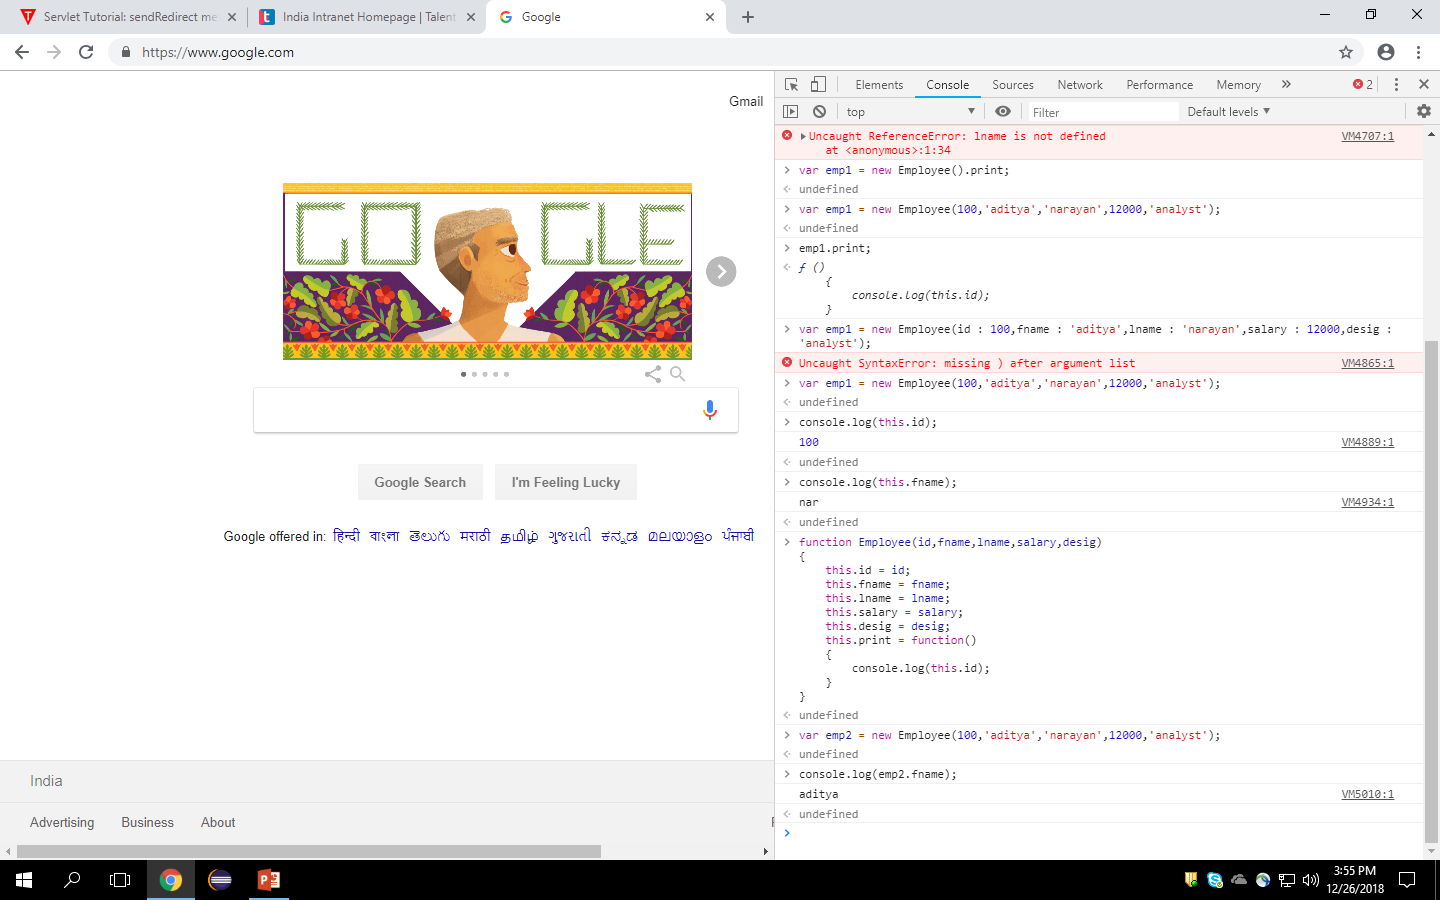 Servlet Tutorial: sendRedirect me
India Intranet Homepage | Talent
Google
https://www.google.com
Gmail
GOOGLE
Google Search
I'm Feeling Lucky
Google offered in: हिन्दी বাংলা తెలుగు मराठी தமிழ் ગુજરાતી ಕನ್ನಡ മലയാളം ਪੰਜਾਬੀ
India
Advertising Business About
Elements Console Sources Network Performance Memory » 2
top Filter Default levels
Uncaught ReferenceError: lname is not defined VM4707:1
at <anonymous>:1:34
var emp1 = new Employee().print;
undefined
var emp1 = new Employee(100,'aditya','narayan',12000,'analyst');
undefined
emp1.print;
ƒ ()
{
console.log(this.id);
}
var emp1 = new Employee(id : 100,fname : 'aditya',lname : 'narayan',salary : 12000,desig :
'analyst');
Uncaught SyntaxError: missing ) after argument list VM4865:1
var emp1 = new Employee(100,'aditya','narayan',12000,'analyst');
undefined
console.log(this.id);
100 VM4889:1
undefined
console.log(this.fname);
nar VM4934:1
undefined
function Employee(id,fname,lname,salary,desig)
{
this.id = id;
this.fname = fname;
this.lname = lname;
this.salary = salary;
this.desig = desig;
this.print = function()
{
console.log(this.id);
}
}
undefined
var emp2 = new Employee(100,'aditya','narayan',12000,'analyst');
undefined
console.log(emp2.fname);
aditya VM5010:1
undefined
3:55 PM
12/26/2018